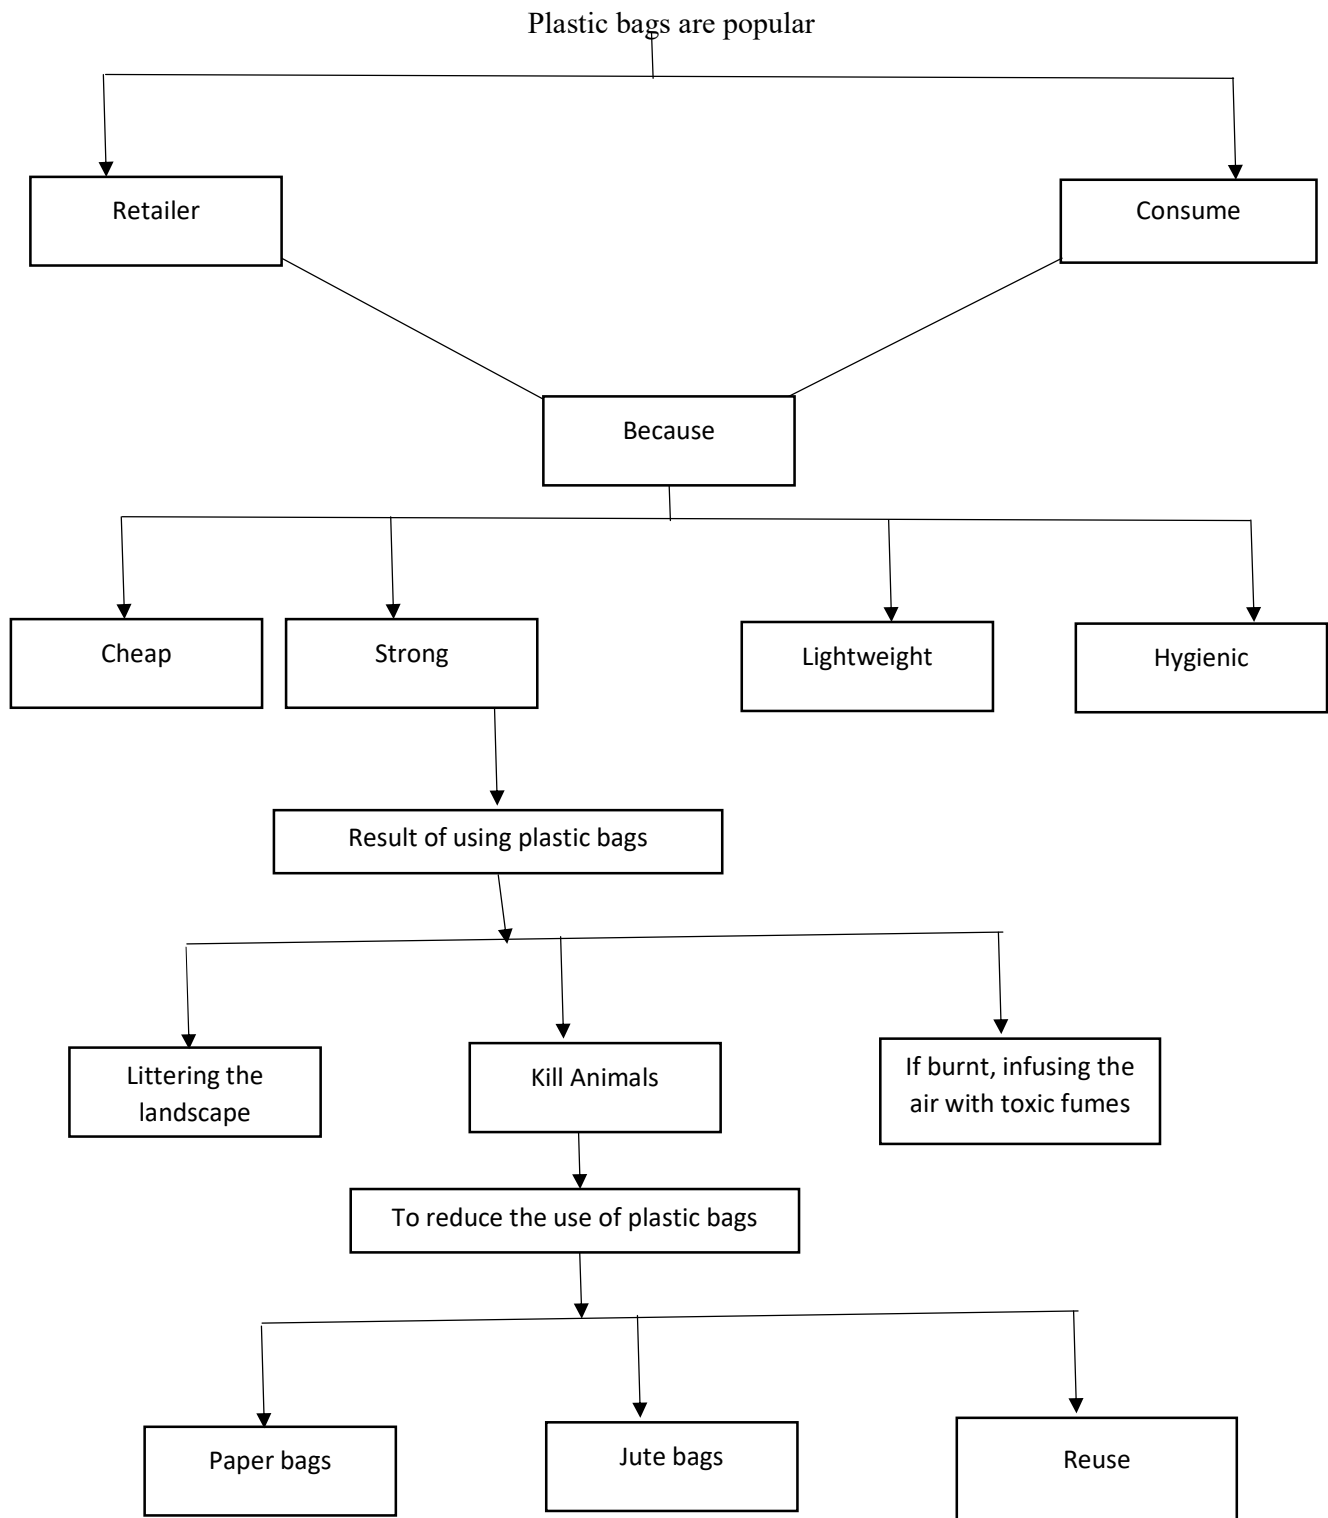 Plastic bags are popular
Retailer
Consume
Because
Cheap
Strong
Lightweight
Hygienic
Result of using plastic bags
Littering the
landscape
Kill Animals
If burnt, infusing the
air with toxic fumes
To reduce the use of plastic bags
Paper bags
Jute bags
Reuse